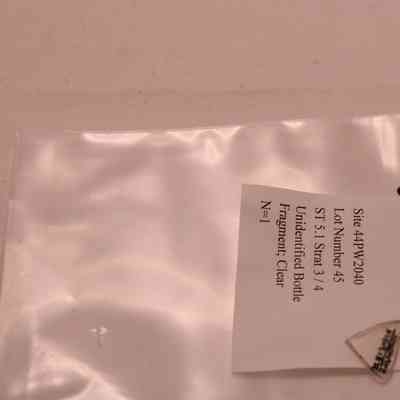 Site 44PW2040
Lot Number 45
ST 5.1 Strat 3 / 4
Unidentified Bottle
Fragment; Clear
N=1